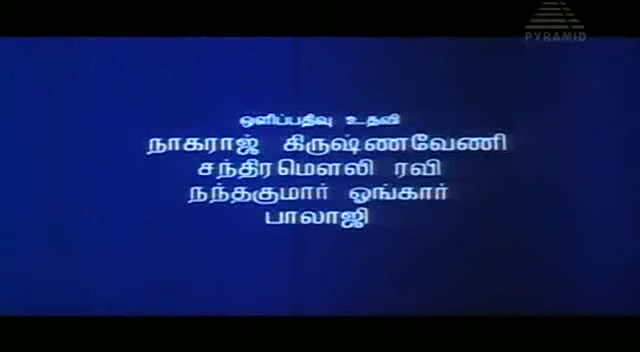 PYRAMID
ஒளிப்பதிவு உதவி
நாகராஜ் கிருஷ்ணவேணி
சந்திரமௌலி ரவி
நந்தகுமார் ஓங்கார்
பாலாஜி